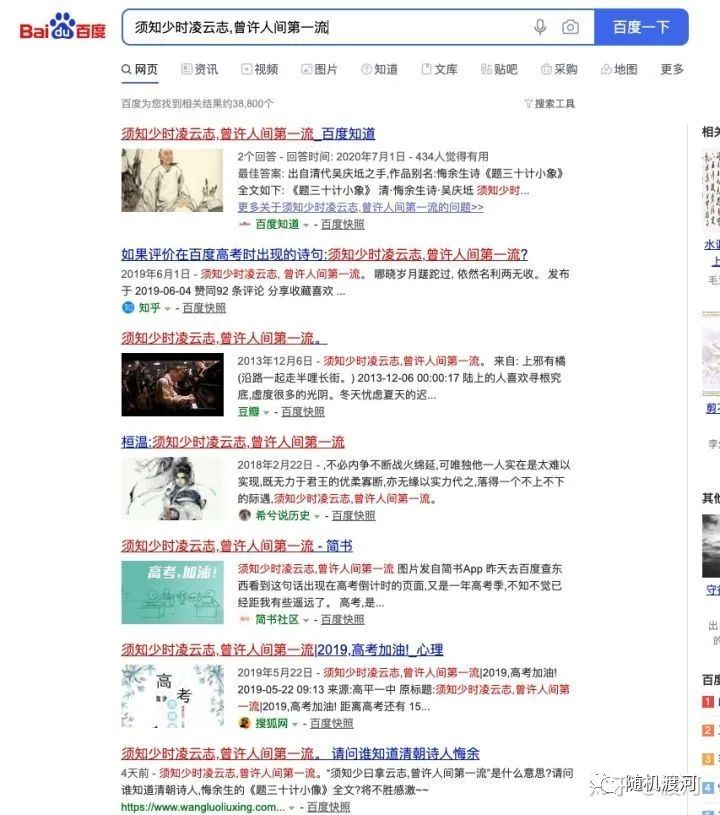 Bai du 百度
须知少时凌云志,曾许人间第一流
百度一下
网页 资讯 视频 图片 知道 文库 贴吧 采购 地图 更多
百度为您找到相关结果约38,800个
搜索工具
须知少时凌云志,曾许人间第一流_百度知道
2个回答 - 回答时间: 2020年7月1日 - 434人觉得有用
最佳答案: 出自清代吴庆坻之手,作品别名:悔余生诗《题三十计小象》
全文如下: 《题三十计小象》 清·悔余生诗·吴庆坻 须知少时...
更多关于须知少时凌云志,曾许人间第一流的问题>>
百度知道 - 百度快照
如果评价在百度高考时出现的诗句:须知少时凌云志,曾许人间第一流?
2019年6月1日 - 须知少时凌云志, 曾许人间第一流。 哪晓岁月蹉跎过, 依然名利两无收。 发布
于 2019-06-04 赞同92 条评论 分享收藏喜欢 ...
知乎 - 百度快照
须知少时凌云志,曾许人间第一流。
2013年12月6日 - 须知少时凌云志,曾许人间第一流。 来自: 上邪有橘
(沿路一起走半哩长街。) 2013-12-06 00:00:17 陆上的人喜欢寻根究
底,虚度很多的光阴。冬天忧虑夏天的迟...
豆瓣 - 百度快照
桓温:须知少时凌云志,曾许人间第一流
2018年2月22日 - ,不必内争不断战火绵延,可唯独他一人实在是太难以
实现,既无力于君王的优柔寡断,亦无缘以实力代之,落得一个不上不下
的际遇,须知少时凌云志,曾许人间第一流。
希兮说历史 - 百度快照
须知少时凌云志,曾许人间第一流 - 简书
高考,加油!
须知少时凌云志,曾许人间第一流 图片发自简书App 昨天去百度查东
西看到这句话出现在高考倒计时的页面,又是一年高考季,不知不觉已
经距我有些遥远了。 高考,是...
简书社区 - 百度快照
须知少时凌云志,曾许人间第一流|2019,高考加油!_心理
高考
2019年5月22日 - 须知少时凌云志,曾许人间第一流|2019,高考加油!
2019-05-22 09:13 来源:高平一中 原标题:须知少时凌云志,曾许人间第
一流|2019,高考加油! 距离高考还有 15...
搜狐网 - 百度快照
须知少时凌云志,曾许人间第一流。 请问谁知道清朝诗人悔余
4天前 - 须知少时凌云志,曾许人间第一流。“须知少日拿云志,曾许人间第一流”是什么意思?请问
谁知道清朝诗人,悔余生的《题三十计小像》全文?将不胜感激~~
https://www.wangluoliuxing.com... - 百度快照
随机渡河